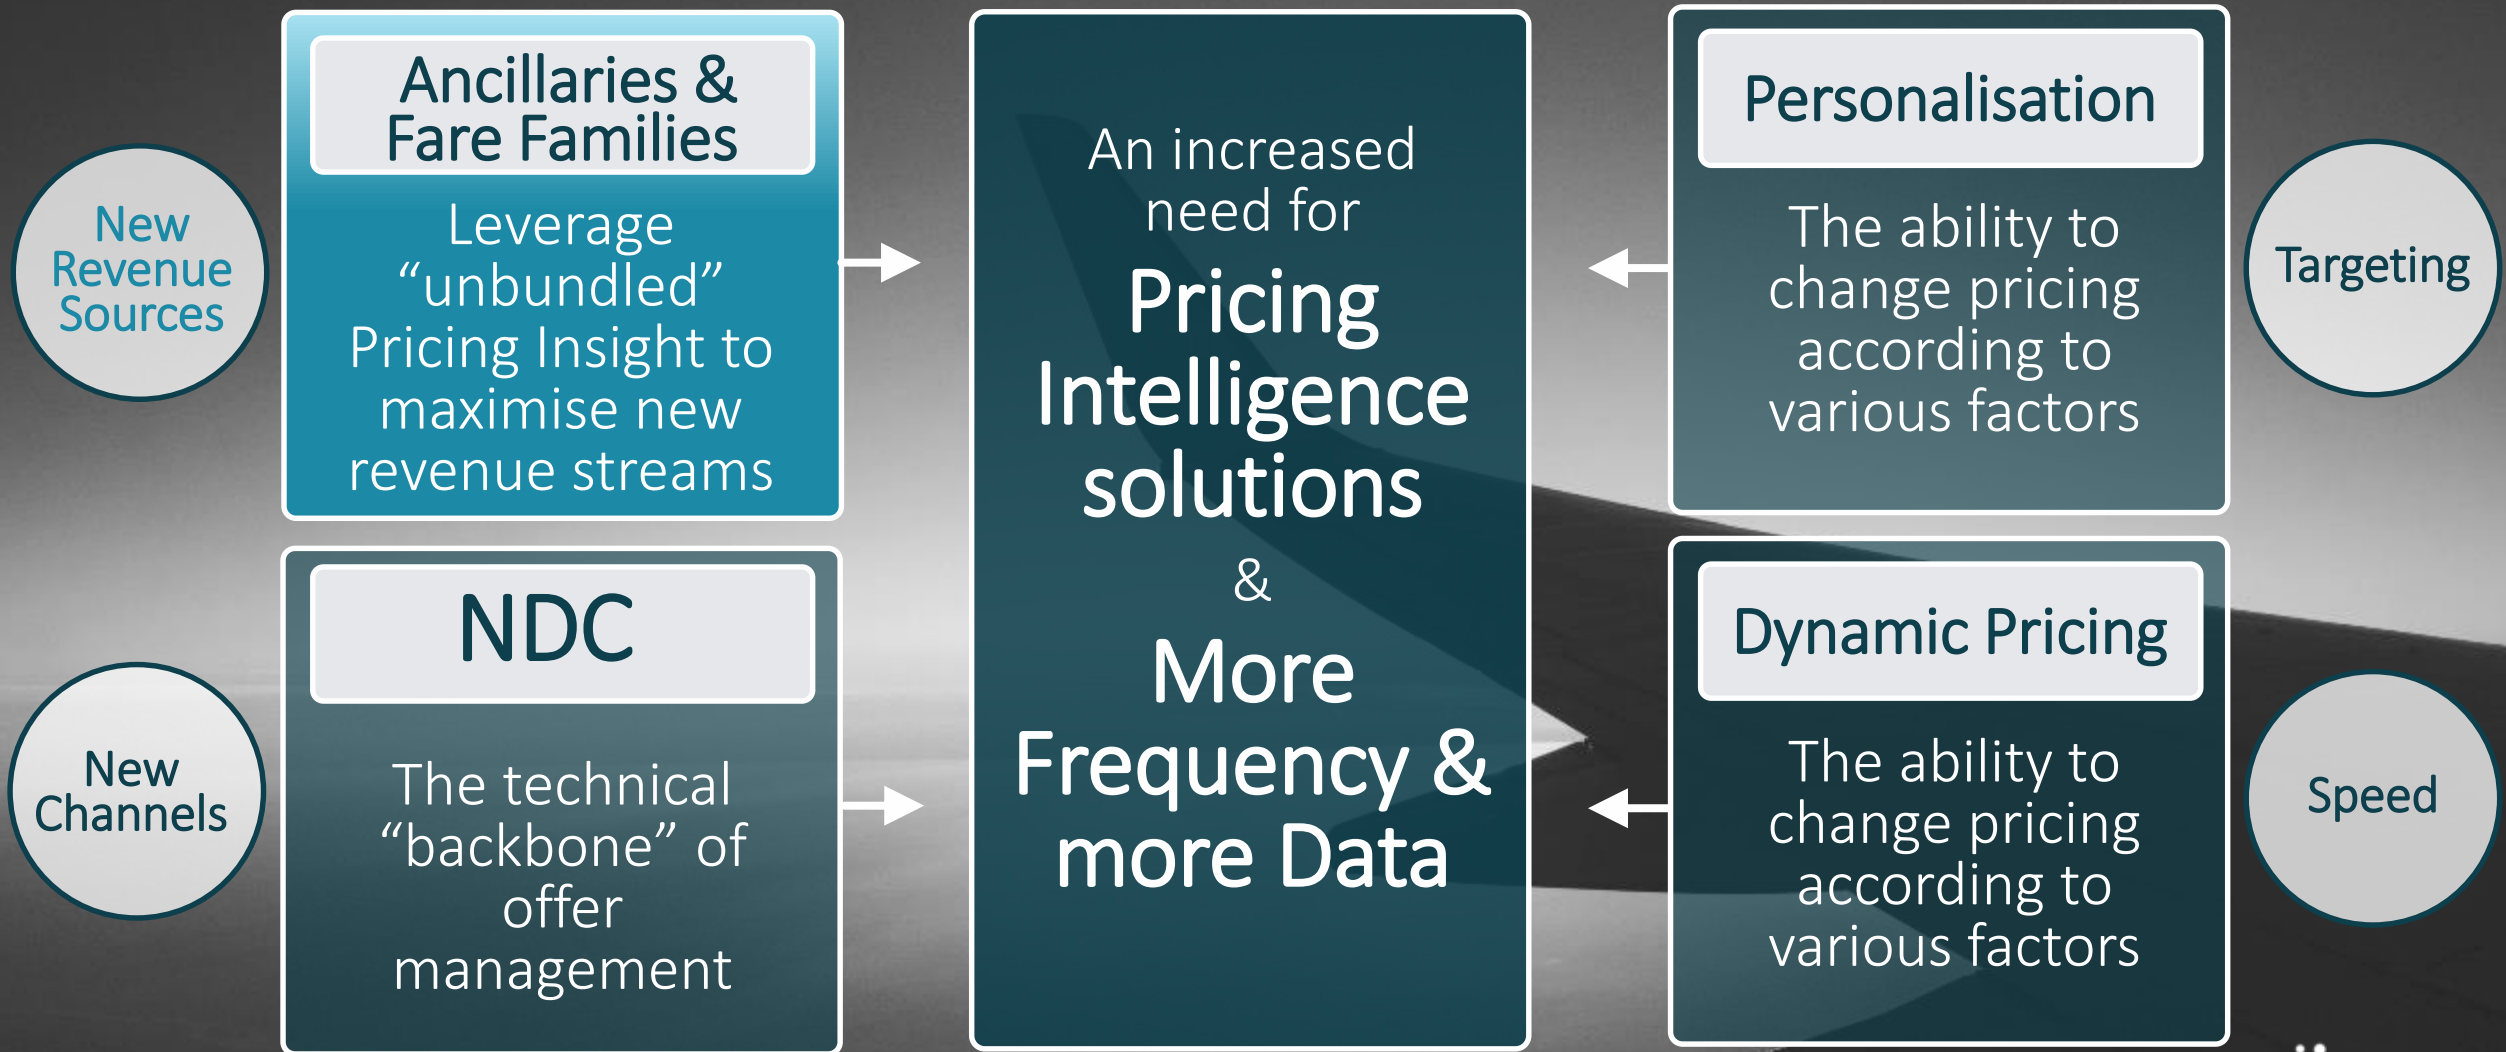 New
Revenue
Sources
Ancillaries &
Fare Families
Leverage
“unbundled”
Pricing Insight to
maximise new
revenue streams
New
Channels
NDC
The technical
“backbone” of
offer
management
An increased
need for
Pricing
Intelligence
solutions
&
More
Frequency &
more Data
Personalisation
The ability to
change pricing
according to
various factors
Targeting
Dynamic Pricing
The ability to
change pricing
according to
various factors
Speed